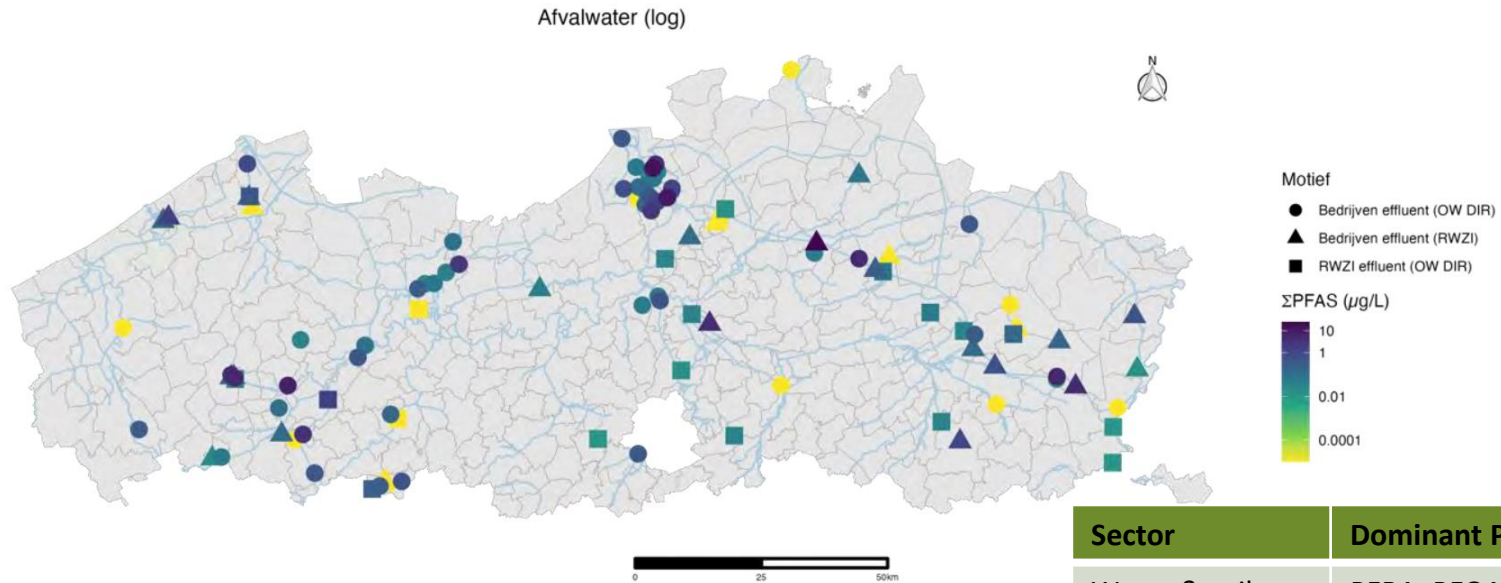 Afvalwater (log)
N
Motief
Bedrijven effluent (OW DIR)
Bedrijven effluent (RWZI)
RWZI effluent (OW DIR)
ΣPFAS (µg/L)
10
1
0.01
0.0001
0 25 50km
Sector Dominant P